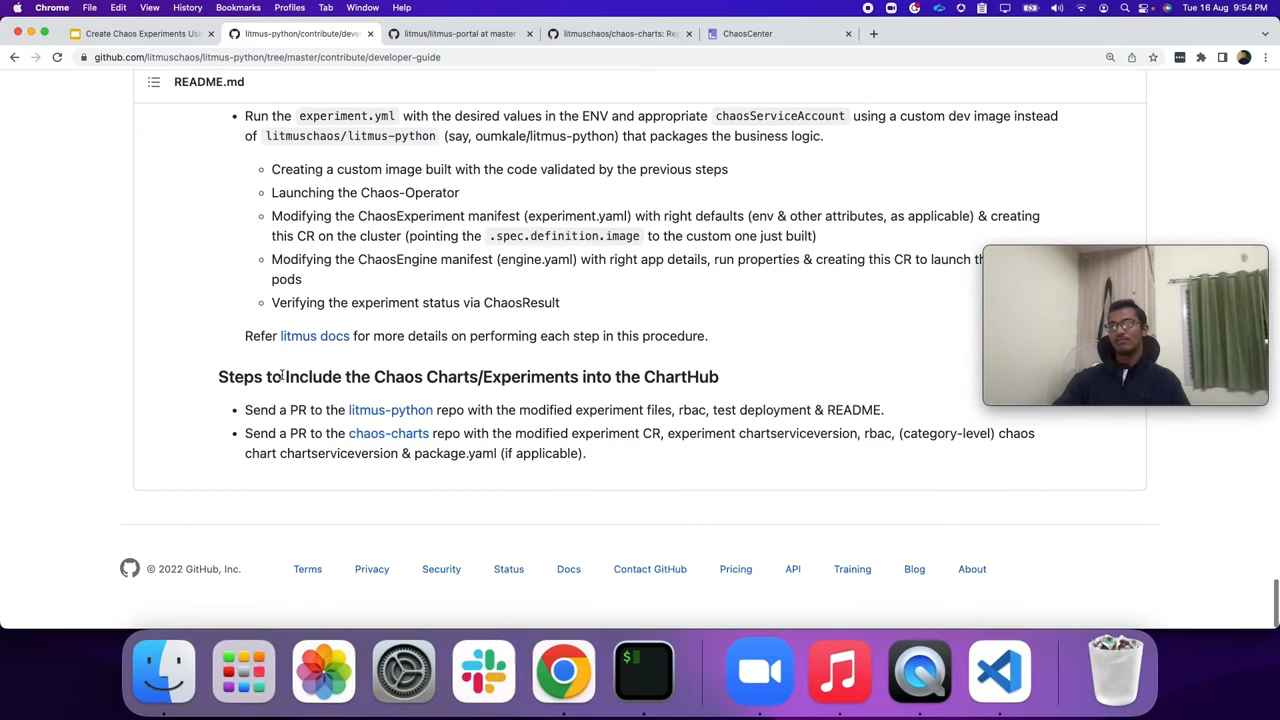 Chrome File Edit View History Bookmarks Profiles Tab Window Help Tue 16 Aug 9:54 PM
Create Chaos Experiments Usi litmus-python/contribute/deve litmus/litmus-portal at master litmuschaos/chaos-charts: Rep ChaosCenter
github.com/litmuschaos/litmus-python/tree/master/contribute/developer-guide
README.md
• Run the experiment.yml with the desired values in the ENV and appropriate chaosServiceAccount using a custom dev image instead
of litmuschaos/litmus-python (say, oumkale/litmus-python) that packages the business logic.
Creating a custom image built with the code validated by the previous steps
Launching the Chaos-Operator
Modifying the ChaosExperiment manifest (experiment.yaml) with right defaults (env & other attributes, as applicable) & creating
this CR on the cluster (pointing the .spec.definition.image to the custom one just built)
Modifying the ChaosEngine manifest (engine.yaml) with right app details, run properties & creating this CR to launch th
pods
Verifying the experiment status via ChaosResult
Refer litmus docs for more details on performing each step in this procedure.
Steps to Include the Chaos Charts/Experiments into the ChartHub
• Send a PR to the litmus-python repo with the modified experiment files, rbac, test deployment & README.
• Send a PR to the chaos-charts repo with the modified experiment CR, experiment chartserviceversion, rbac, (category-level) chaos
chart chartserviceversion & package.yaml (if applicable).
© 2022 GitHub, Inc. Terms Privacy Security Status Docs Contact GitHub Pricing API Training Blog About
$